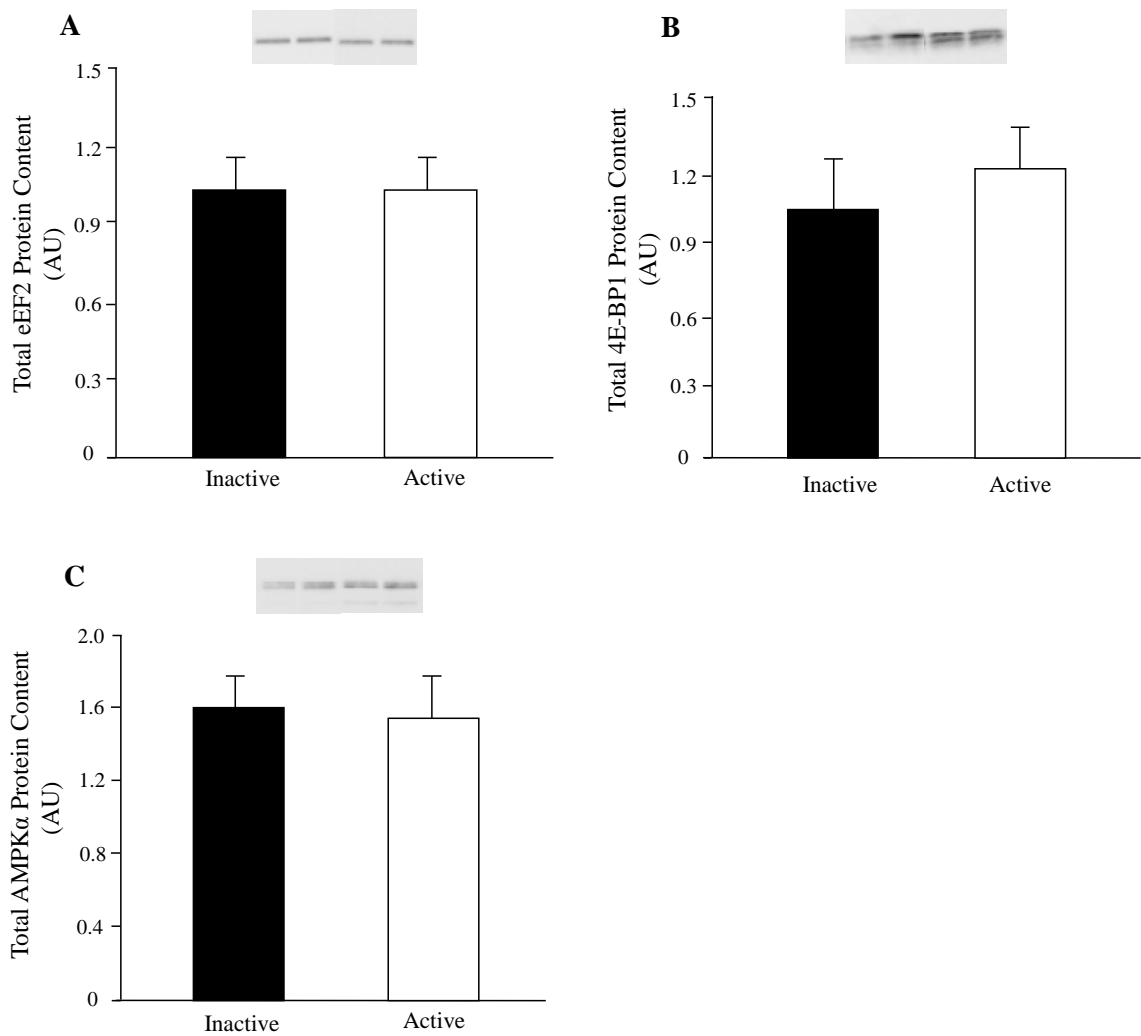 A
Total eEF2 Protein Content
(AU)
1.5
1.2
0.9
0.6
0.3
0
Inactive Active
B
Total 4E-BP1 Protein Content
(AU)
1.5
1.2
0.9
0.6
0.3
0
Inactive Active
C
Total AMPKα Protein Content
(AU)
2.0
1.6
1.2
0.8
0.4
0
Inactive Active